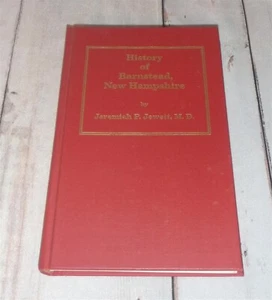 History
of
Barnstead,
New Hampshire
by
Jeremiah P. Jewett, M. D.